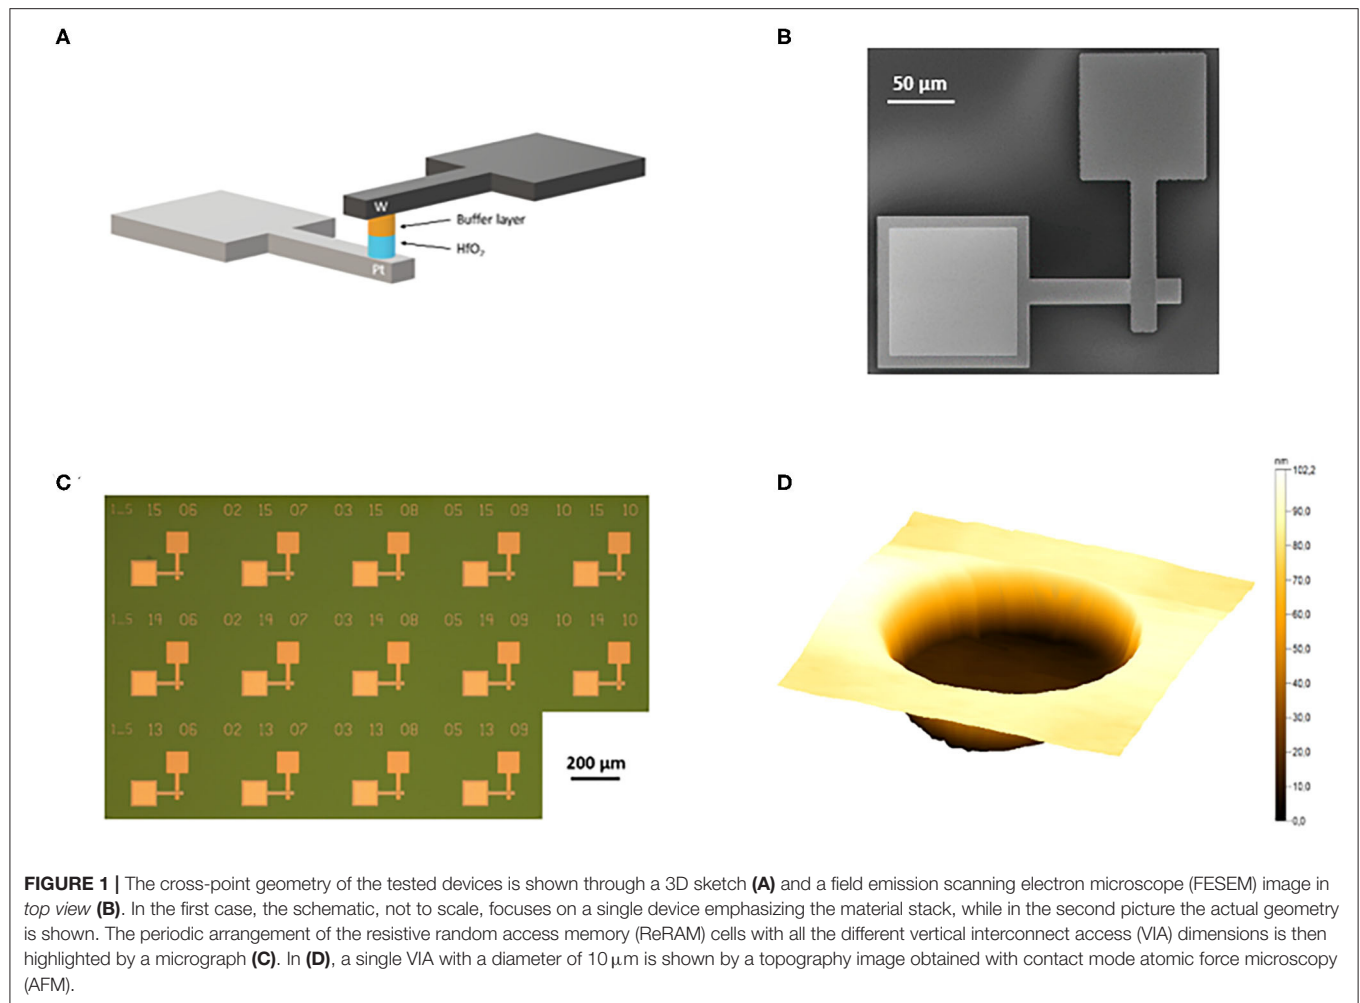 A
W
Buffer layer
HfO₂
Pt
B
50 µm
C
1_5 15 06 02 15 07 03 15 08 05 15 09 10 15 10
1_5 19 06 02 19 07 03 19 08 05 19 09 10 19 10
1_5 13 06 02 13 07 03 13 08 05 13 09
200 µm
D
nm
102,2
90,0
80,0
70,0
60,0
50,0
40,0
30,0
20,0
10,0
0,0
FIGURE 1 | The cross-point geometry of the tested devices is shown through a 3D sketch (A) and a field emission scanning electron microscope (FESEM) image in
top view (B). In the first case, the schematic, not to scale, focuses on a single device emphasizing the material stack, while in the second picture the actual geometry
is shown. The periodic arrangement of the resistive random access memory (ReRAM) cells with all the different vertical interconnect access (VIA) dimensions is then
highlighted by a micrograph (C). In (D), a single VIA with a diameter of 10 µm is shown by a topography image obtained with contact mode atomic force microscopy
(AFM).